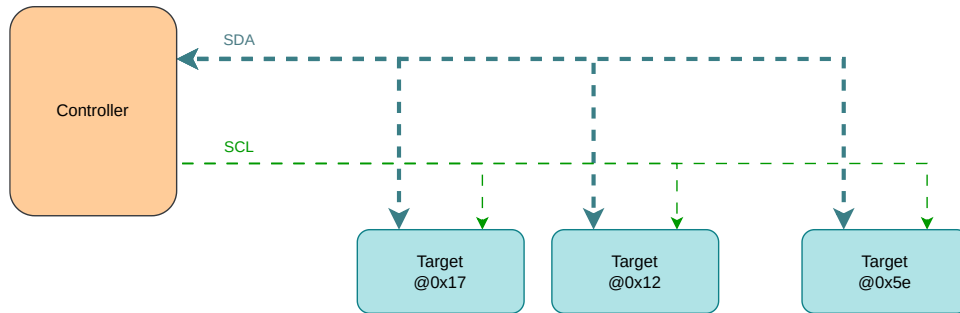 SDA
Controller
SCL
Target
@0x17
Target
@0x12
Target
@0x5e